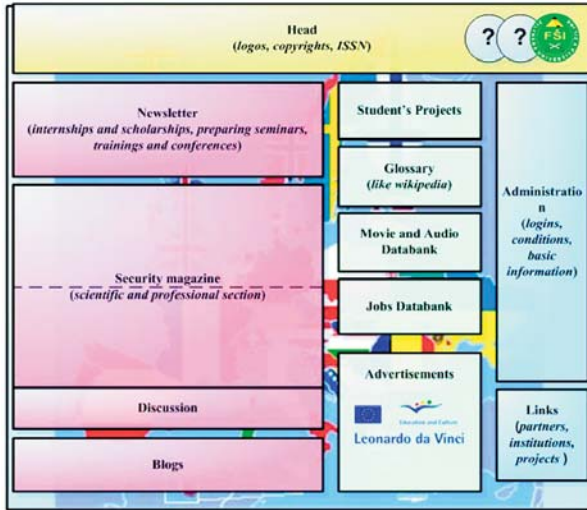 Head
(logos, copyrights, ISSN)
? ?
FŠI
Newsletter
(internships and scholarships, preparing seminars,
trainings and conferences)
Security magazine
(scientific and professional section)
Discussion
Blogs
Student's Projects
Glossary
(like wikipedia)
Movie and Audio
Databank
Jobs Databank
Advertisements
Education and Culture
Leonardo da Vinci
Administratio
n
(logins,
conditions,
basic
information)
Links
(partners,
institutions,
projects )